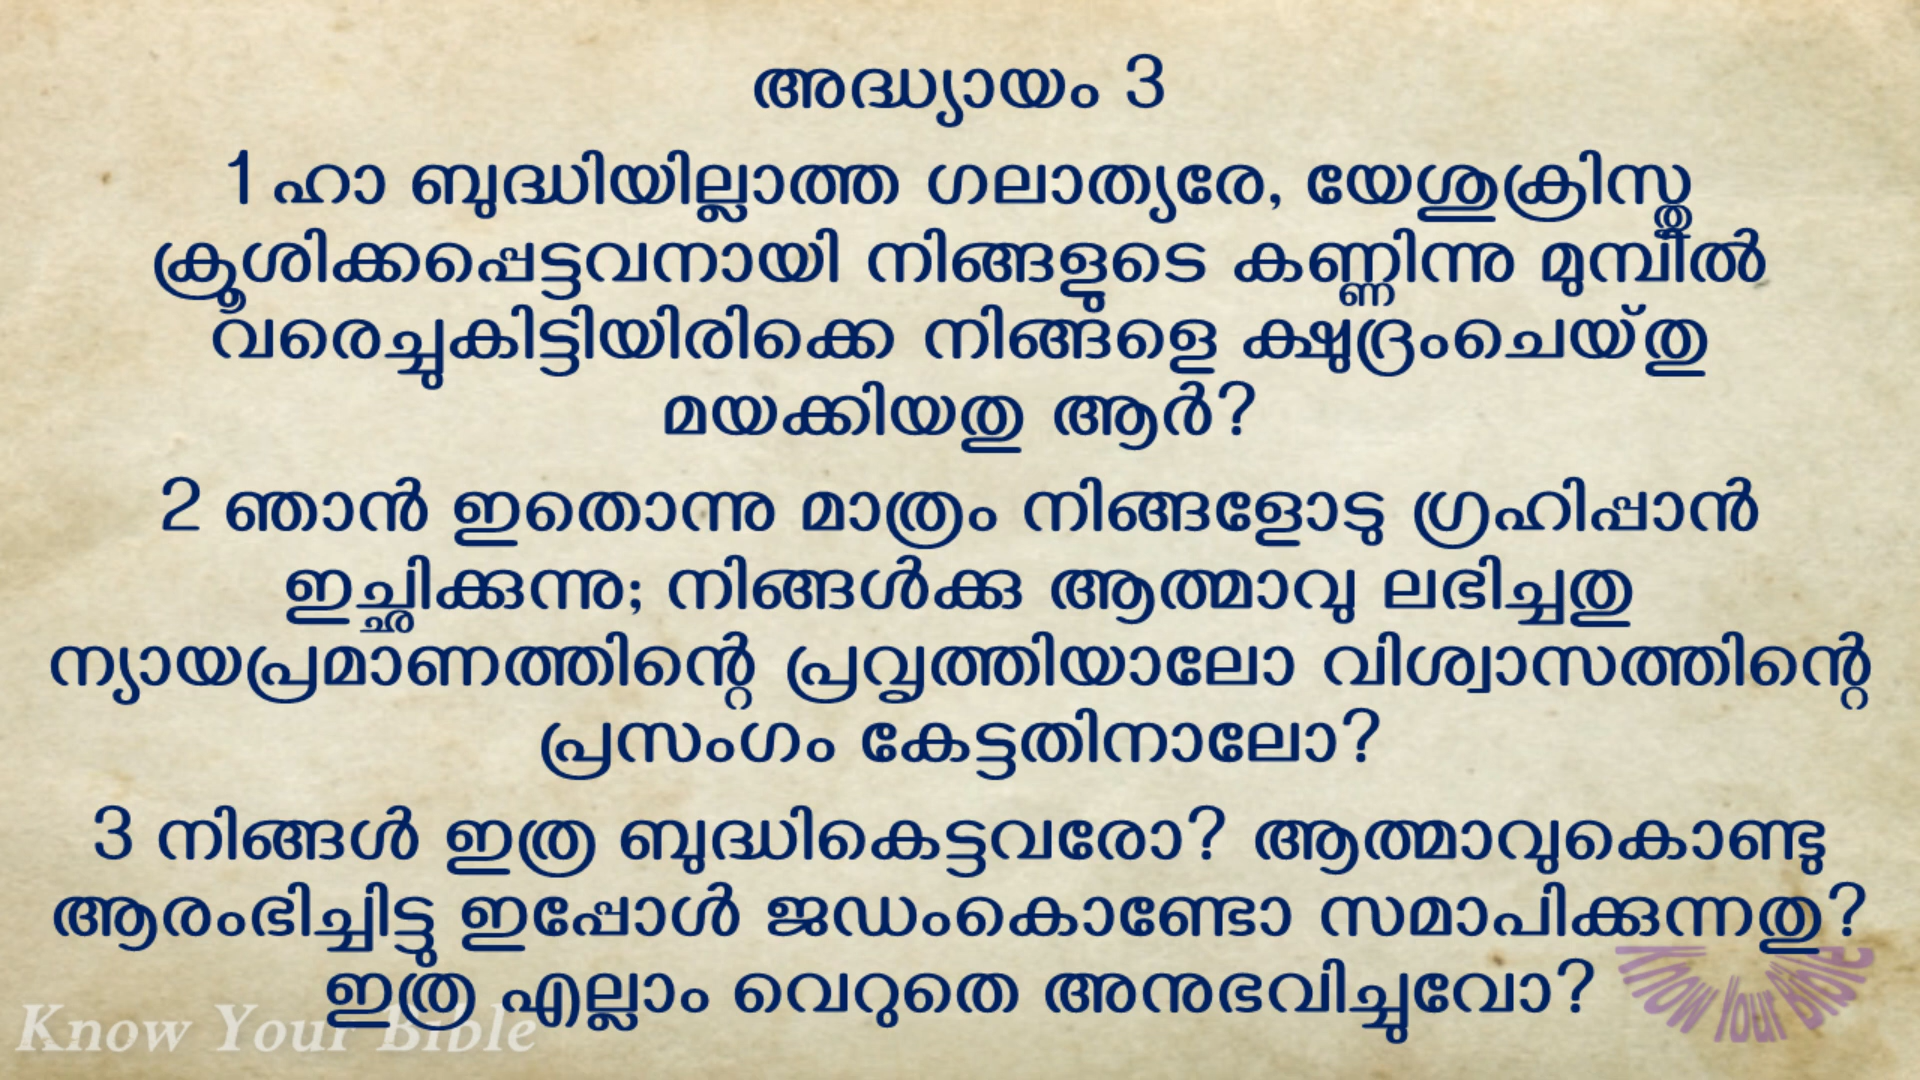 അദ്ധ്യായം 3
1 ഹാ ബുദ്ധിയില്ലാത്ത ഗലാത്യരേ, യേശുക്രിസ്തു
ക്രൂശിക്കപ്പെട്ടവനായി നിങ്ങളുടെ കണ്ണിന്നു മുമ്പിൽ
വരെച്ചുകിട്ടിയിരിക്കെ നിങ്ങളെ ക്ഷുദ്രംചെയ്തു
മയക്കിയതു ആർ?
2 ഞാൻ ഇതൊന്നു മാത്രം നിങ്ങളോടു ഗ്രഹിപ്പാൻ
ഇച്ഛിക്കുന്നു; നിങ്ങൾക്കു ആത്മാവു ലഭിച്ചതു
ന്യായപ്രമാണത്തിന്റെ പ്രവൃത്തിയാലോ വിശ്വാസത്തിന്റെ
പ്രസംഗം കേട്ടതിനാലോ?
3 നിങ്ങൾ ഇത്ര ബുദ്ധികെട്ടവരോ? ആത്മാവുകൊണ്ടു
ആരംഭിച്ചിട്ടു ഇപ്പോൾ ജഡംകൊണ്ടോ സമാപിക്കുന്നതു?
ഇത്ര എല്ലാം വെറുതെ അനുഭവിച്ചുവോ?
Know Your Bible
Know Your Bible